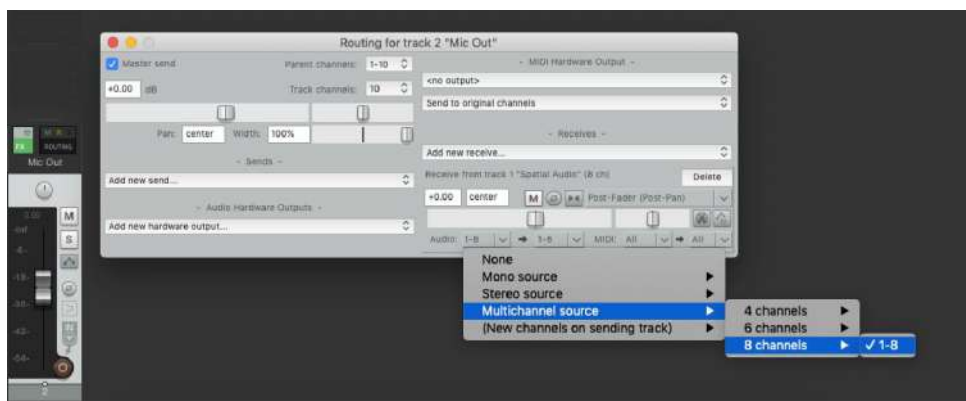 Routing for track 2 "Mic Out"
Master send
Parent channels: 1-10
+0.00 dB
Track channels: 10
Pan: center Width: 100%
- Sends -
Add new send...
- Audio Hardware Outputs -
Add new hardware output...
- MIDI Hardware Output -
<no output>
Send to original channels
- Receives -
Add new receive...
Receive from track 1 "Spatial Audio" (8 ch)
Delete
+0.00 center M Post-Fader (Post-Pan)
Audio: 1-8 1-8 MIDI: All All
None
Mono source
Stereo source
Multichannel source
(New channels on sending track)
4 channels
6 channels
8 channels
✓ 1-8
FX
ROUTING
Mic Out
M
S
-6-
-18-
-30-
-42-
-54-
2